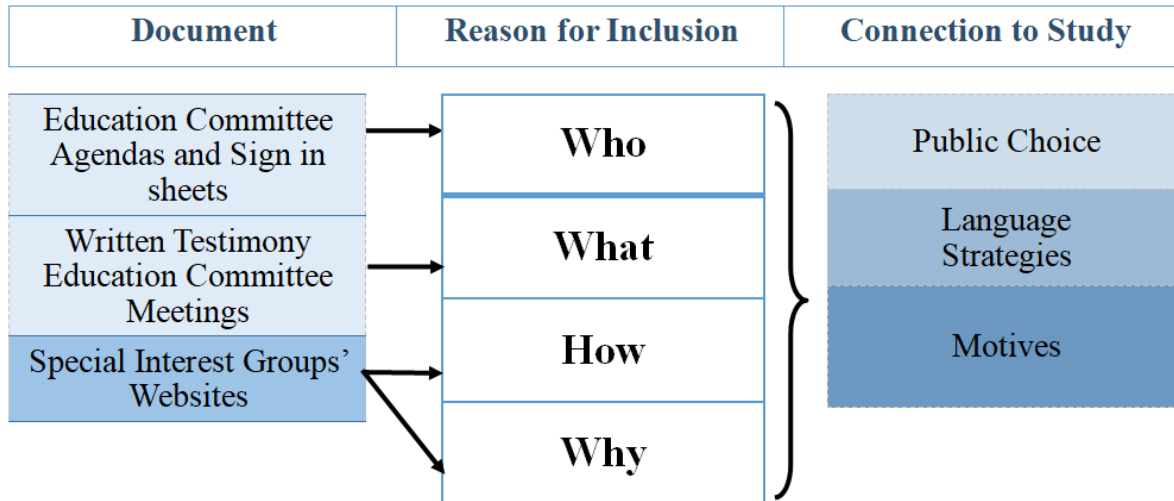 Document
Reason for Inclusion
Connection to Study
Education Committee
Agendas and Sign in
sheets
Written Testimony
Education Committee
Meetings
Special Interest Groups’
Websites
Who
What
How
Why
Public Choice
Language
Strategies
Motives